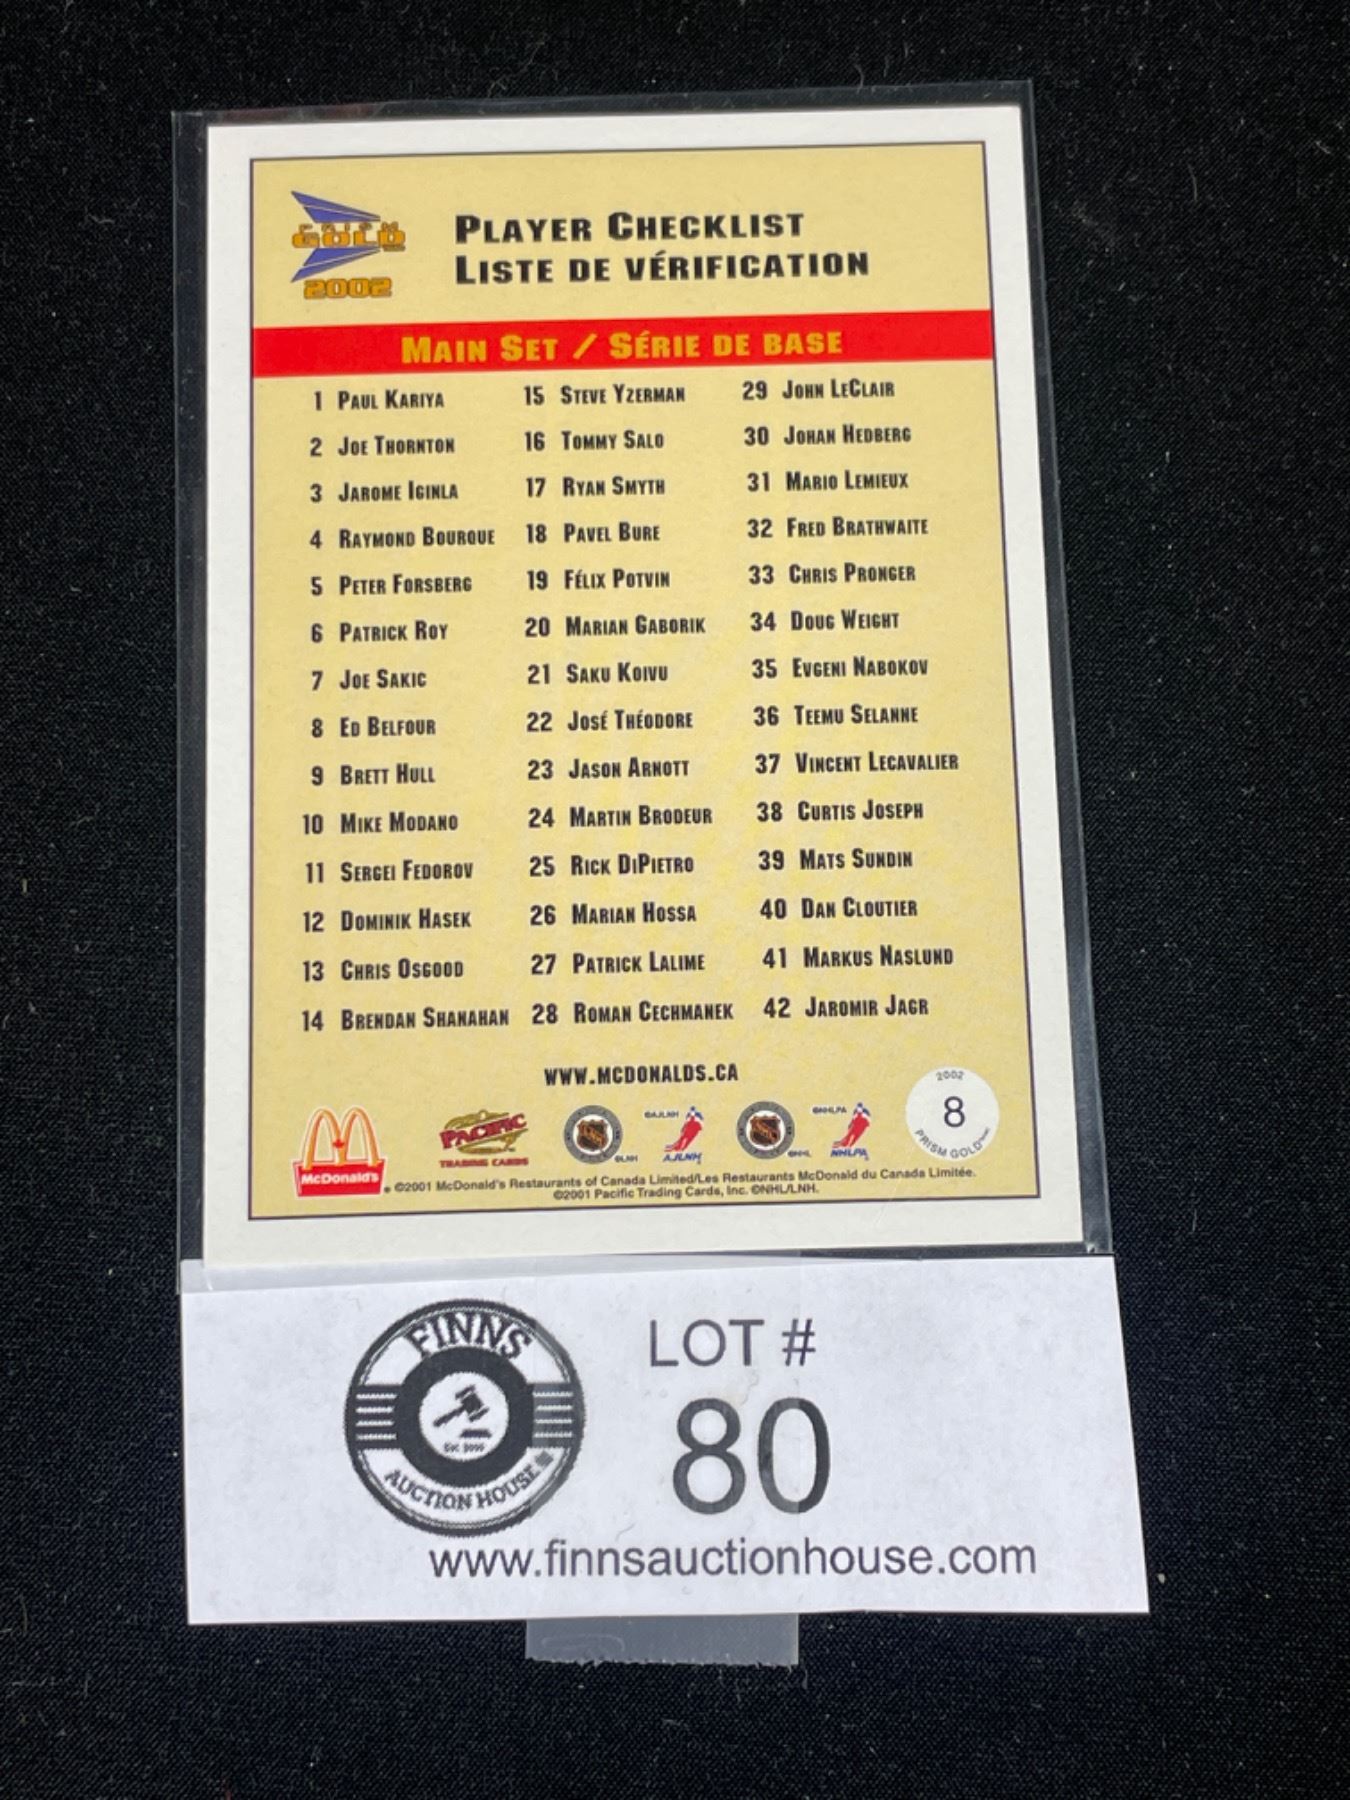 PRISM
GOLD
2002
PLAYER CHECKLIST
LISTE DE VÉRIFICATION
MAIN SET / SÉRIE DE BASE
1 PAUL KARIYA
2 JOE THORNTON
3 JAROME IGINLA
4 RAYMOND BOURQUE
5 PETER FORSBERG
6 PATRICK ROY
7 JOE SAKIC
8 ED BELFOUR
9 BRETT HULL
10 MIKE MODANO
11 SERGEI FEDOROV
12 DOMINIK HASEK
13 CHRIS OSGOOD
14 BRENDAN SHANAHAN
15 STEVE YZERMAN
16 TOMMY SALO
17 RYAN SMYTH
18 PAVEL BURE
19 FÉLIX POTVIN
20 MARIAN GABORIK
21 SAKU KOIVU
22 JOSÉ THÉODORE
23 JASON ARNOTT
24 MARTIN BRODEUR
25 RICK DIPIETRO
26 MARIAN HOSSA
27 PATRICK LALIME
28 ROMAN CECHMANEK
29 JOHN LECLAIR
30 JOHAN HEDBERG
31 MARIO LEMIEUX
32 FRED BRATHWAITE
33 CHRIS PRONGER
34 DOUG WEIGHT
35 EVGENI NABOKOV
36 TEEMU SELANNE
37 VINCENT LECAVALIER
38 CURTIS JOSEPH
39 MATS SUNDIN
40 DAN CLOUTIER
41 MARKUS NASLUND
42 JAROMIR JAGR
WWW.MCDONALDS.CA
McDonald's
PACIFIC
TRADING CARDS
©LNH
©AJLNH
AJLNH
©NHL
©NHLPA
NHLPA
2002
8
PRISM GOLD
©2001 McDonald's Restaurants of Canada Limited/Les Restaurants McDonald du Canada Limitée.
©2001 Pacific Trading Cards, Inc. ©NHL/LNH.
FINNS
AUCTION HOUSE
LOT #
80
www.finnsauctionhouse.com